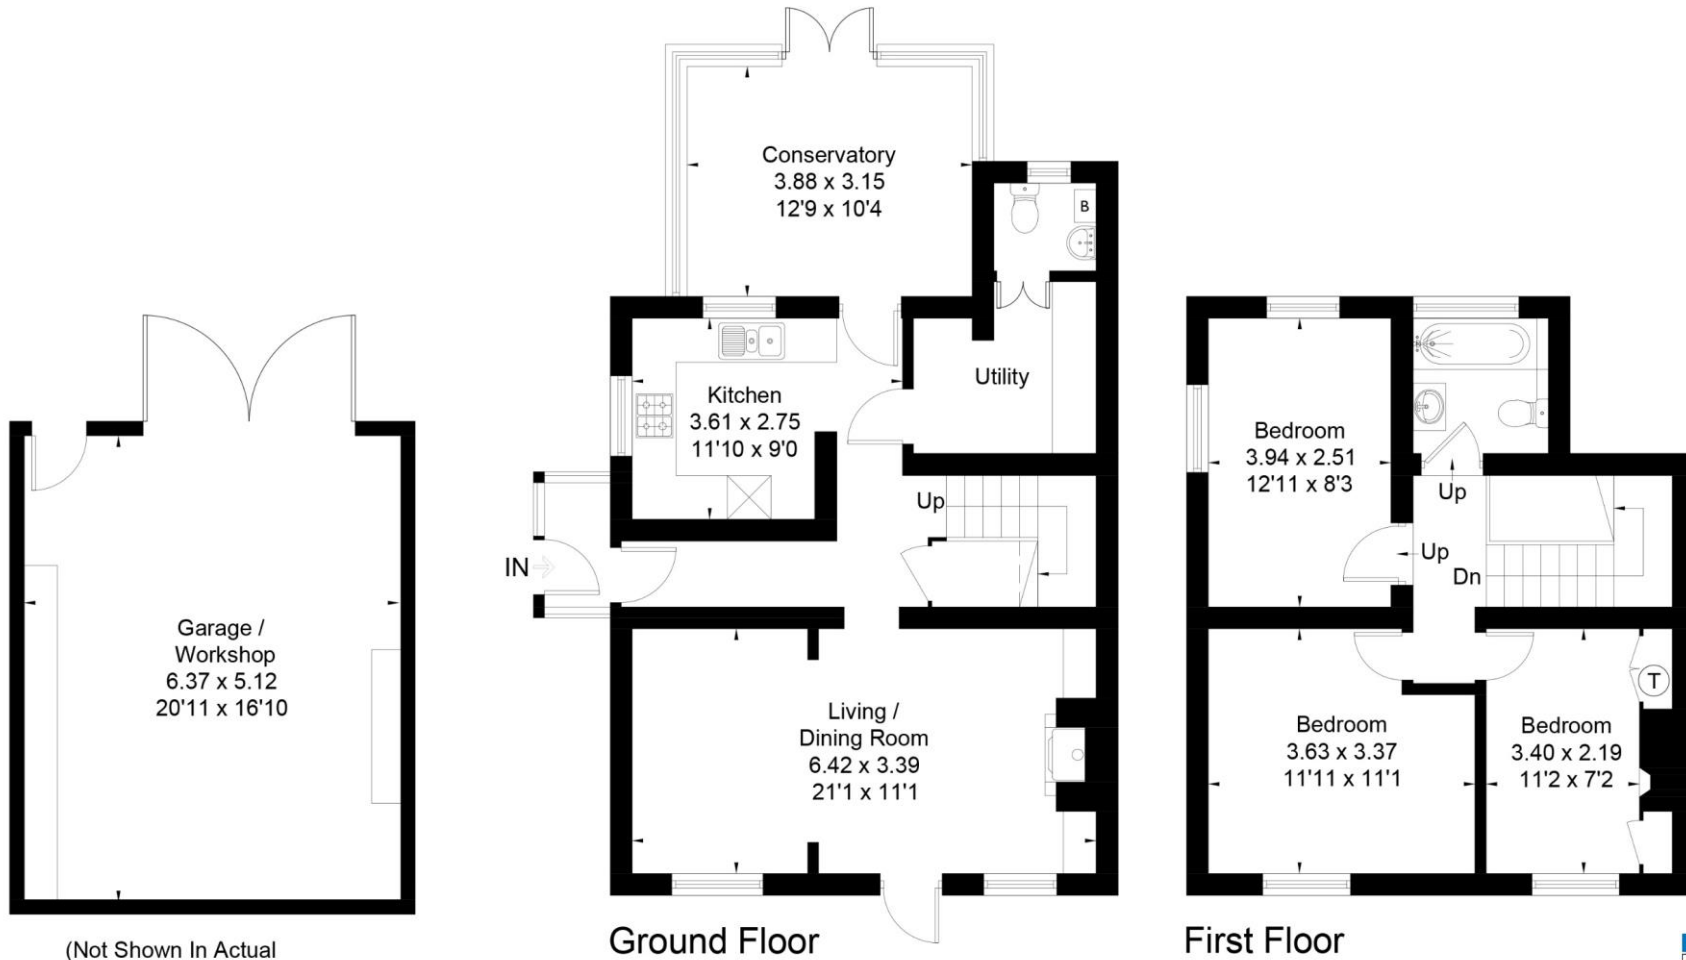 Garage /
Workshop
6.37 x 5.12
20'11 x 16'10
(Not Shown In Actual
Conservatory
3.88 x 3.15
12'9 x 10'4
B
Kitchen
3.61 x 2.75
11'10 x 9'0
Utility
Up
IN
Living /
Dining Room
6.42 x 3.39
21'1 x 11'1
Ground Floor
Bedroom
3.94 x 2.51
12'11 x 8'3
Up
Up
Dn
Bedroom
3.63 x 3.37
11'11 x 11'1
Bedroom
3.40 x 2.19
11'2 x 7'2
T
First Floor